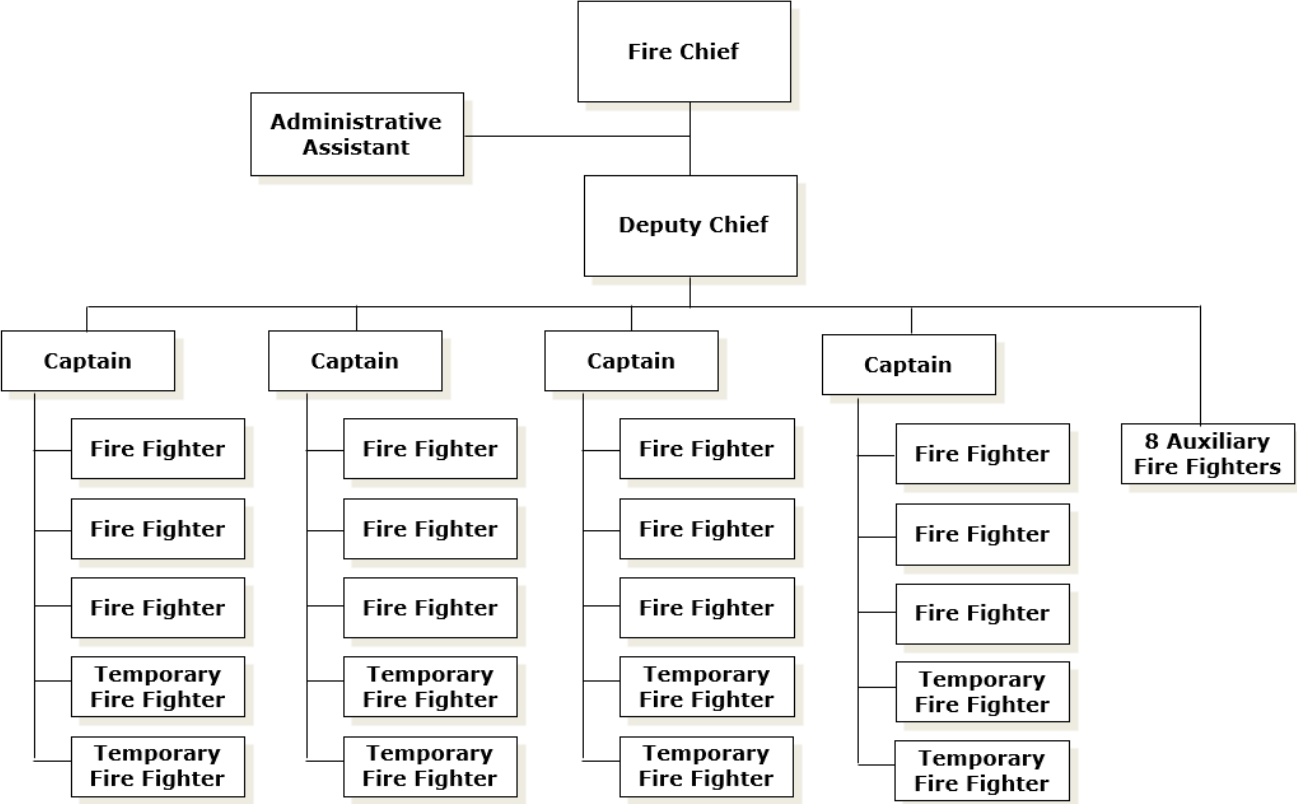 Fire Chief
Administrative
Assistant
Deputy Chief
Captain
Fire Fighter
Fire Fighter
Fire Fighter
Temporary
Fire Fighter
Temporary
Fire Fighter
Captain
Fire Fighter
Fire Fighter
Fire Fighter
Temporary
Fire Fighter
Temporary
Fire Fighter
Captain
Fire Fighter
Fire Fighter
Fire Fighter
Temporary
Fire Fighter
Temporary
Fire Fighter
Captain
Fire Fighter
Fire Fighter
Fire Fighter
Temporary
Fire Fighter
Temporary
Fire Fighter
8 Auxiliary
Fire Fighters